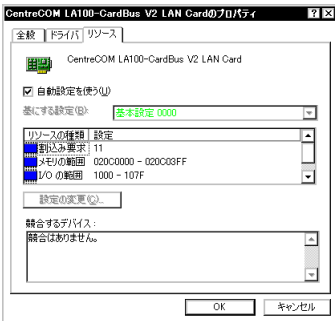 CentreCOM LA100-CardBus V2 LAN Cardのプロパティ
全般 ドライバ リソース
CentreCOM LA100-CardBus V2 LAN Card
自動設定を使う(U)
基にする設定(B): 基本設定 0000
リソースの種類 設定
割込み要求 11
メモリの範囲 020C0000 - 020C03FF
I/O の範囲 1000 - 107F
設定の変更(C)...
競合するデバイス:
競合はありません。
OK キャンセル